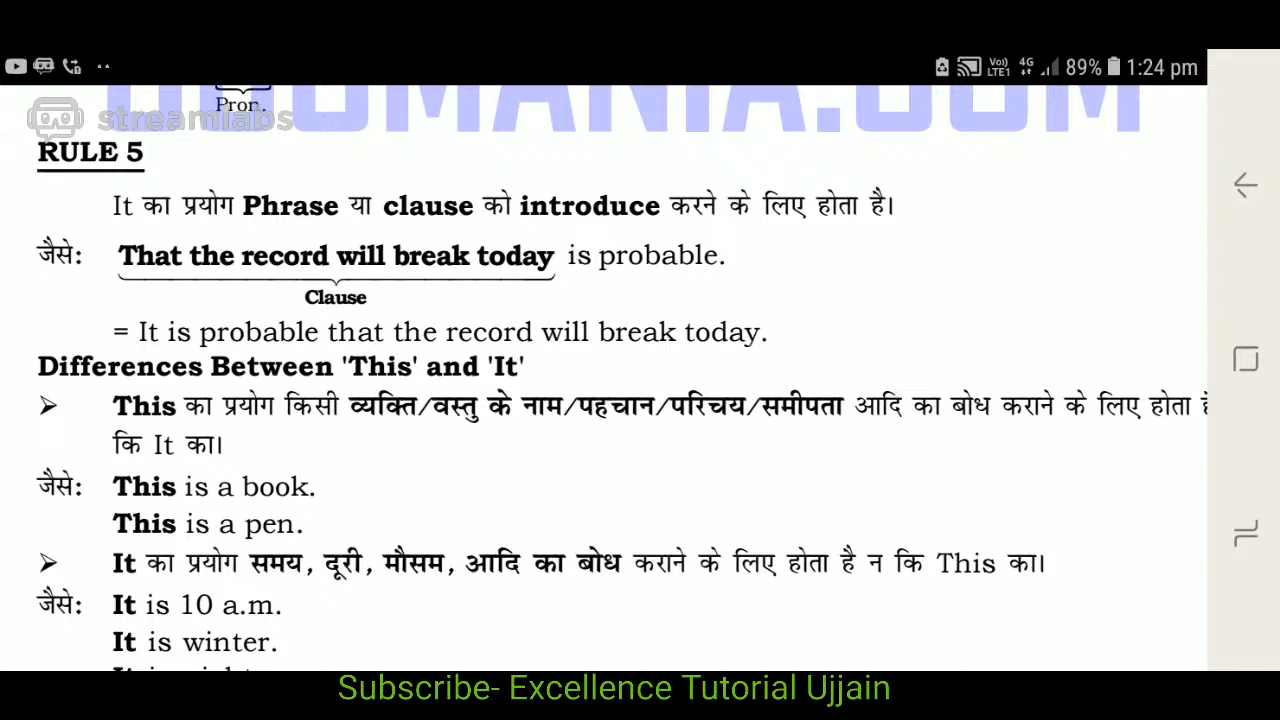 89% 1:24 pm
Pron.
streamlabs
RULE 5
It का प्रयोग Phrase या clause को introduce करने के लिए होता है।
जैसे: That the record will break today is probable.
Clause
= It is probable that the record will break today.
Differences Between 'This' and 'It'
➢ This का प्रयोग किसी व्यक्ति/वस्तु के नाम/पहचान/परिचय/समीपता आदि का बोध कराने के लिए होता
कि It का।
जैसे: This is a book.
This is a pen.
➢ It का प्रयोग समय, दूरी, मौसम, आदि का बोध कराने के लिए होता है न कि This का।
जैसे: It is 10 a.m.
It is winter.
Subscribe- Excellence Tutorial Ujjain